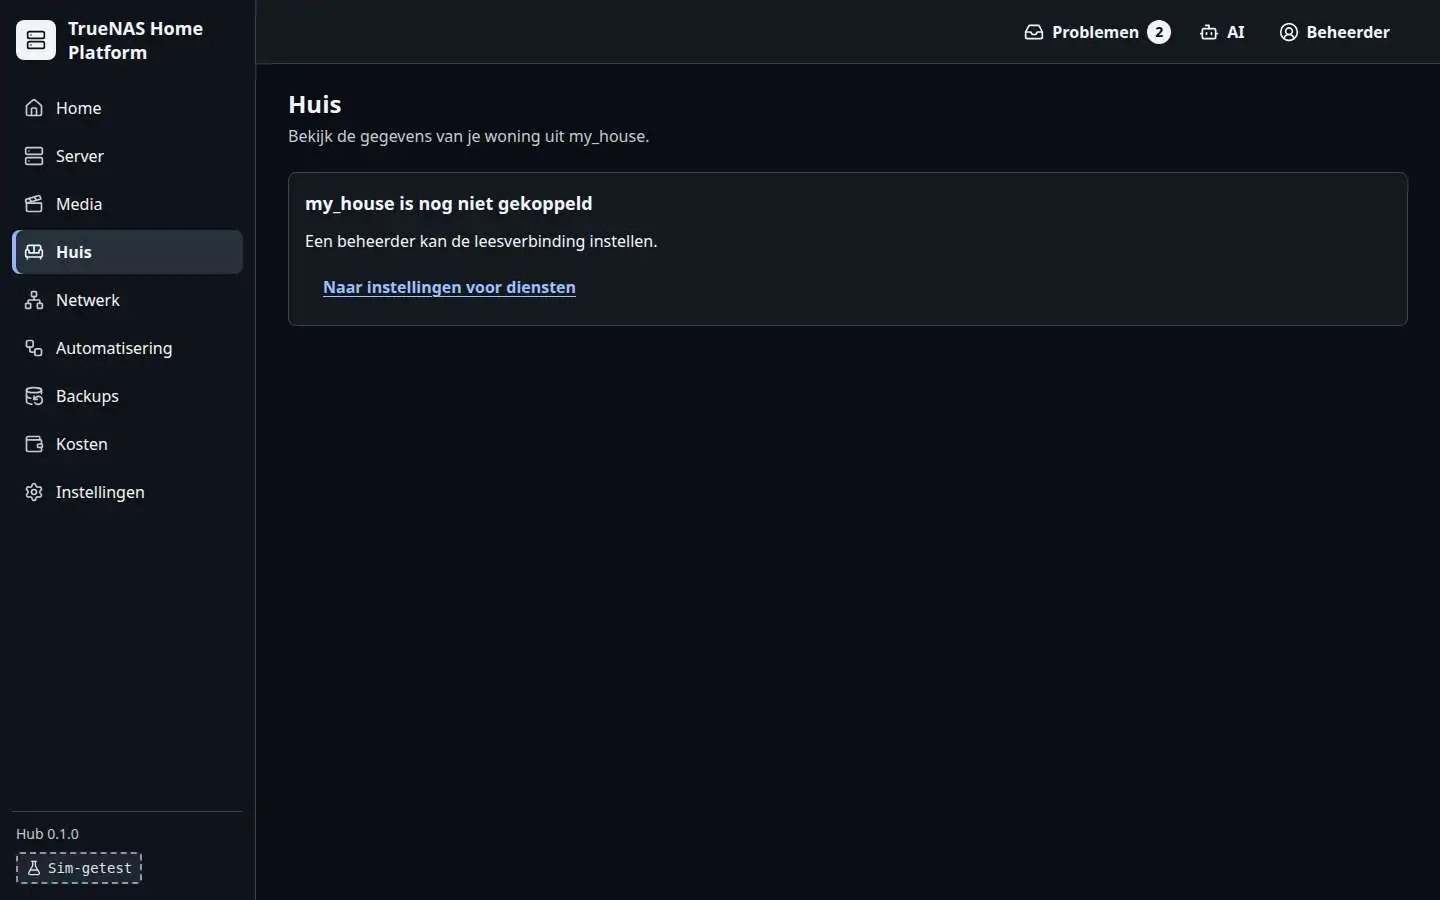 TrueNAS Home
Platform
Home
Server
Media
Huis
Netwerk
Automatisering
Backups
Kosten
Instellingen
Hub 0.1.0
Sim-getest
Problemen 2
AI
Beheerder
Huis
Bekijk de gegevens van je woning uit my_house.
my_house is nog niet gekoppeld
Een beheerder kan de leesverbinding instellen.
Naar instellingen voor diensten